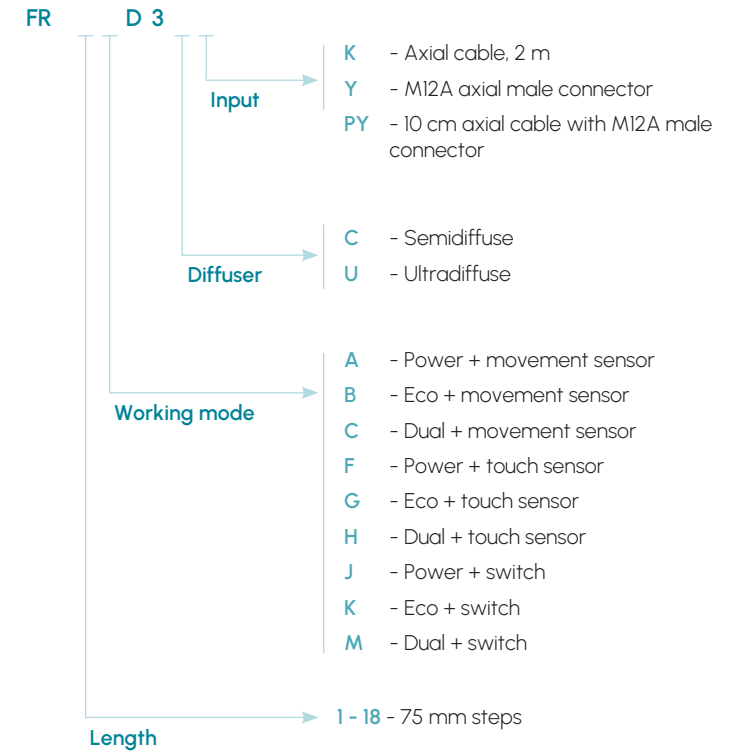 FR D 3
K - Axial cable, 2 m
Y - M12A axial male connector
Input
PY - 10 cm axial cable with M12A male
connector
C - Semidiffuse
Diffuser
U - Ultradiffuse
A - Power + movement sensor
B - Eco + movement sensor
Working mode
C - Dual + movement sensor
F - Power + touch sensor
G - Eco + touch sensor
H - Dual + touch sensor
J - Power + switch
K - Eco + switch
M - Dual + switch
1 - 18 - 75 mm steps
Length